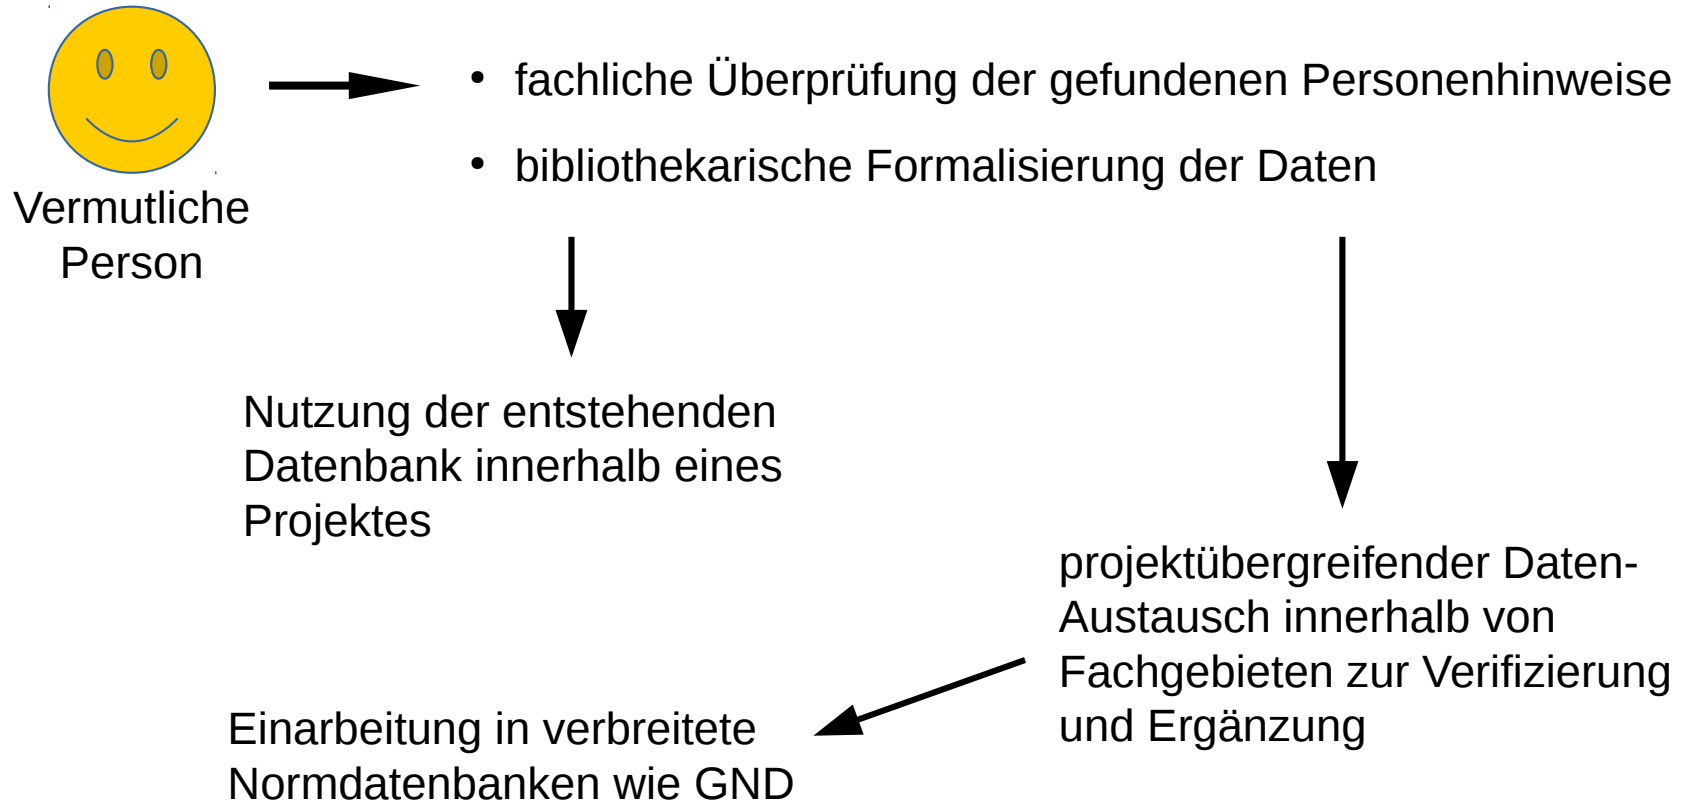 • fachliche Überprüfung der gefundenen Personenhinweise
• bibliothekarische Formalisierung der Daten
Vermutliche
Person
Nutzung der entstehenden
Datenbank innerhalb eines
Projektes
projektübergreifender Daten-
Austausch innerhalb von
Fachgebieten zur Verifizierung
und Ergänzung
Einarbeitung in verbreitete
Normdatenbanken wie GND